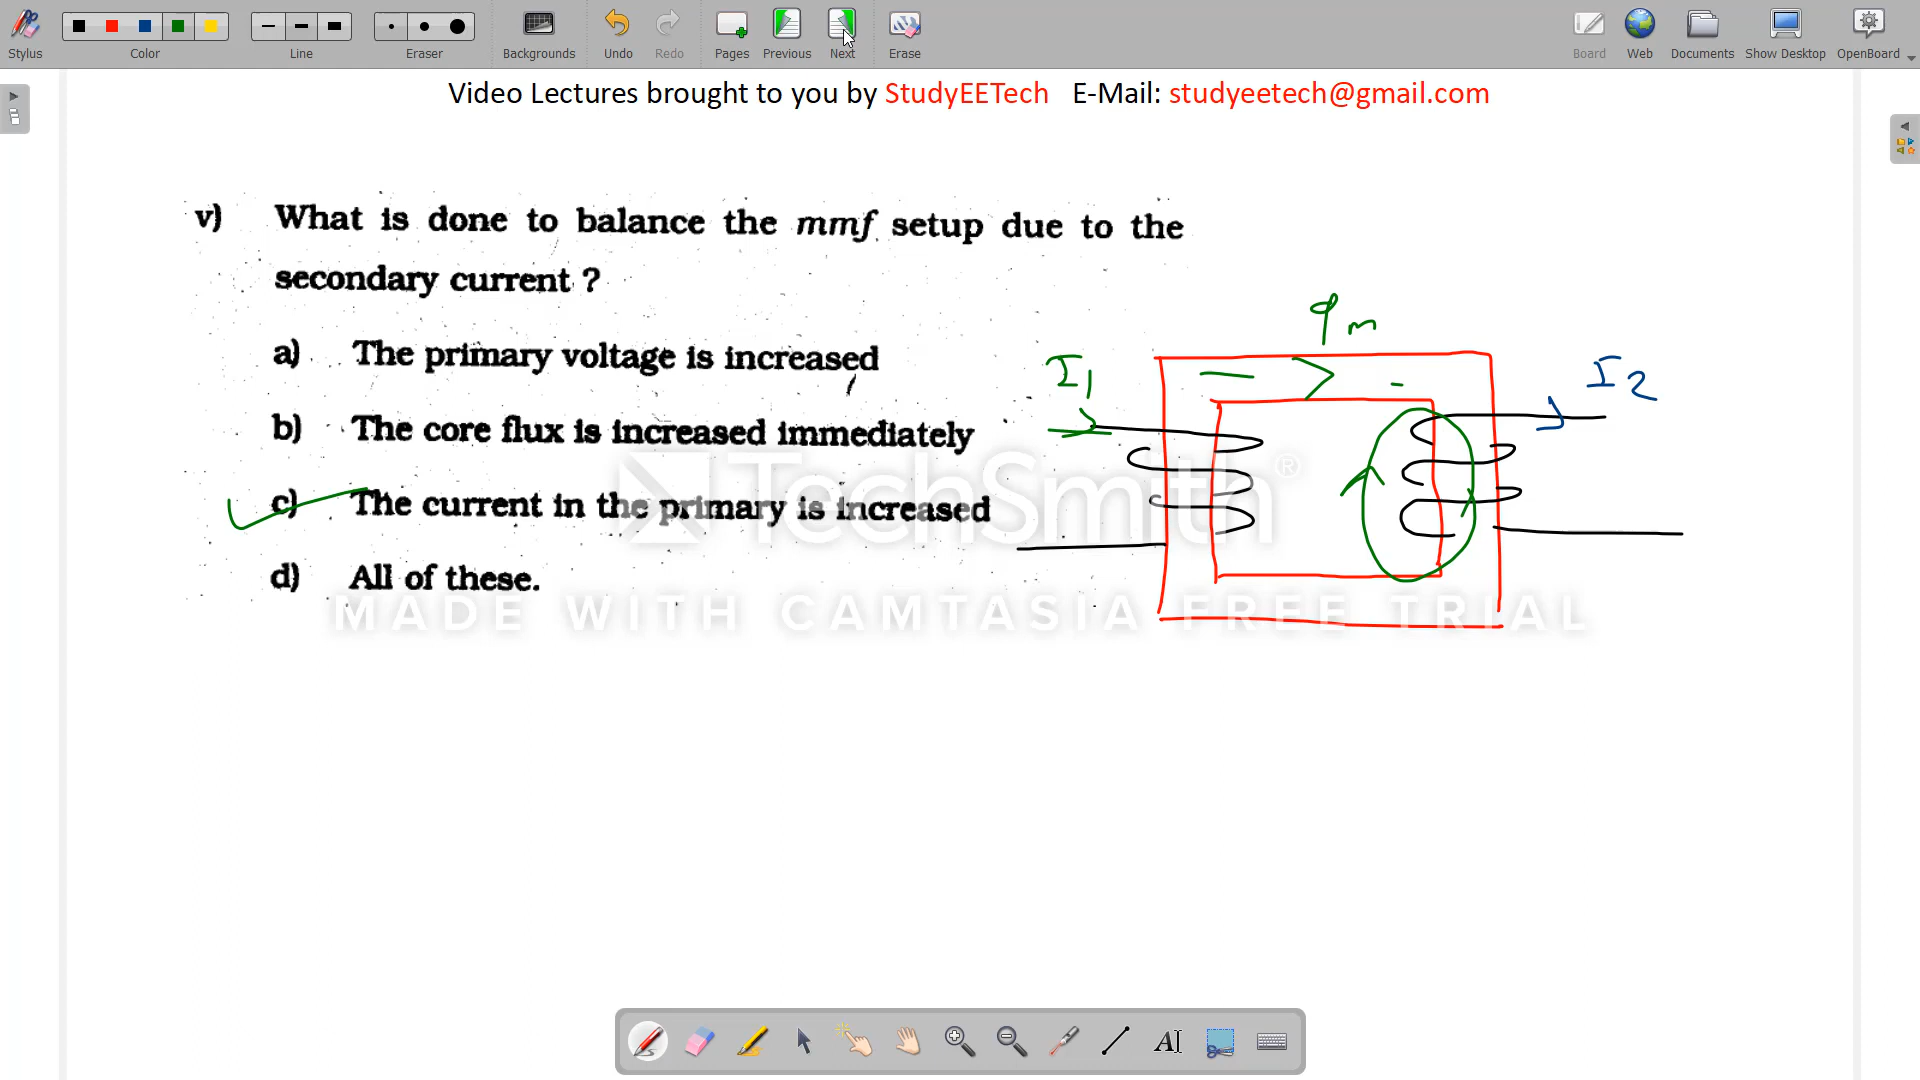 Stylus
Color
Line
Eraser
Backgrounds
Undo
Redo
Pages
Previous
Next
Erase
Board
Web
Documents
Show Desktop
OpenBoard
Video Lectures brought to you by StudyEETech E-Mail: studyeetech@gmail.com
v) What is done to balance the mmf setup due to the
secondary current ?
a) The primary voltage is increased
b) The core flux is increased immediately
c) The current in the primary is increased
d) All of these.
φm
I1
I2
TechSmith®
MADE WITH CAMTASIA FREE TRIAL
AI